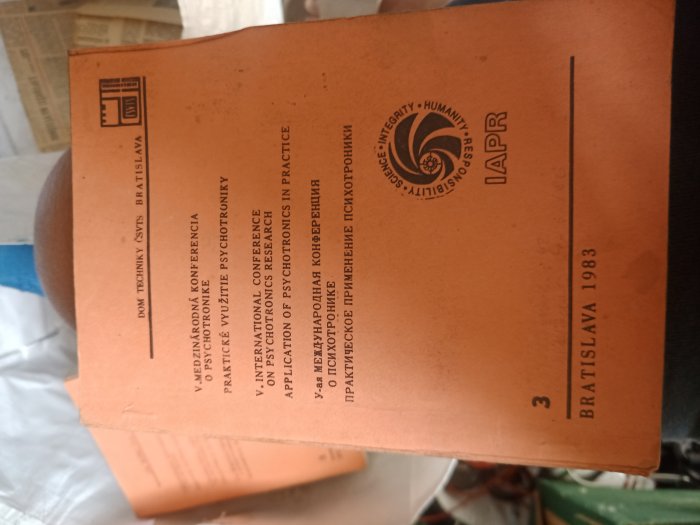 DOM TECHNIKY ČSVTS BRATISLAVA
V. MEDZINÁRODNÁ KONFERENCIA
O PSYCHOTRONIKE
PRAKTICKÉ VYUŽITIE PSYCHOTRONIKY
V. INTERNATIONAL CONFERENCE
ON PSYCHOTRONICS RESEARCH
APPLICATION OF PSYCHOTRONICS IN PRACTICE
У-ая МЕЖДУНАРОДНАЯ КОНФЕРЕНЦИЯ
О ПСИХОТРОНИКЕ
ПРАКТИЧЕСКОЕ ПРИМЕНЕНИЕ ПСИХОТРОНИКИ
SCIENCE • INTEGRITY • HUMANITY • RESPONSIBILITY •
IAPR
3
BRATISLAVA 1983